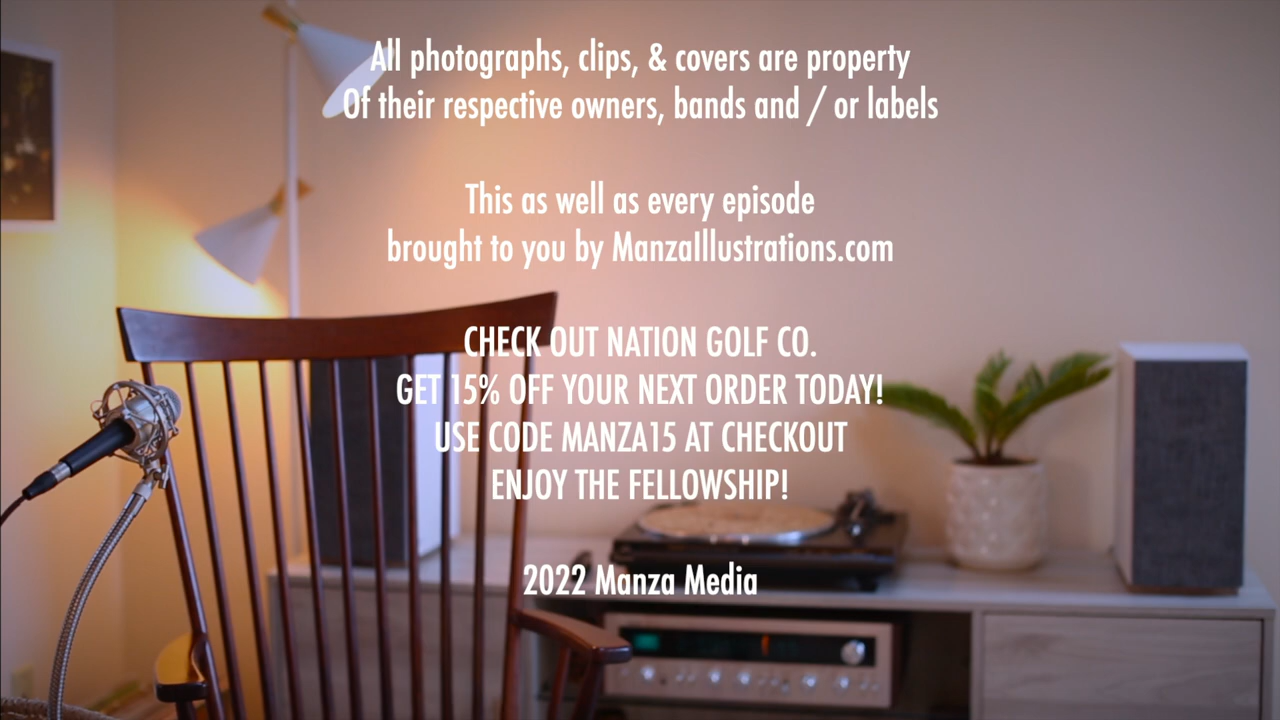 All photographs, clips, & covers are property
Of their respective owners, bands and / or labels
This as well as every episode
brought to you by ManzaIllustrations.com
CHECK OUT NATION GOLF CO.
GET 15% OFF YOUR NEXT ORDER TODAY!
USE CODE MANZA15 AT CHECKOUT
ENJOY THE FELLOWSHIP!
2022 Manza Media